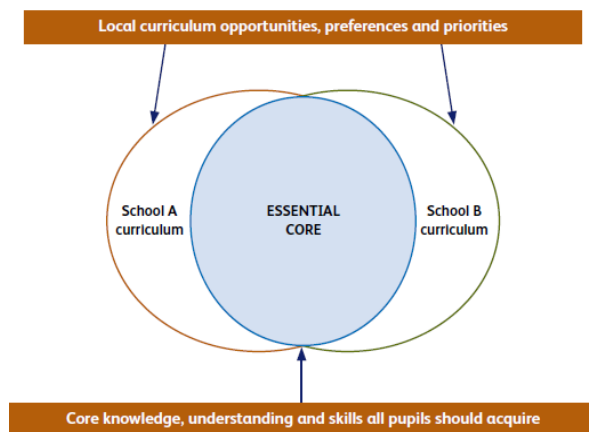 Local curriculum opportunities, preferences and priorities
School A
curriculum
ESSENTIAL
CORE
School B
curriculum
Core knowledge, understanding and skills all pupils should acquire